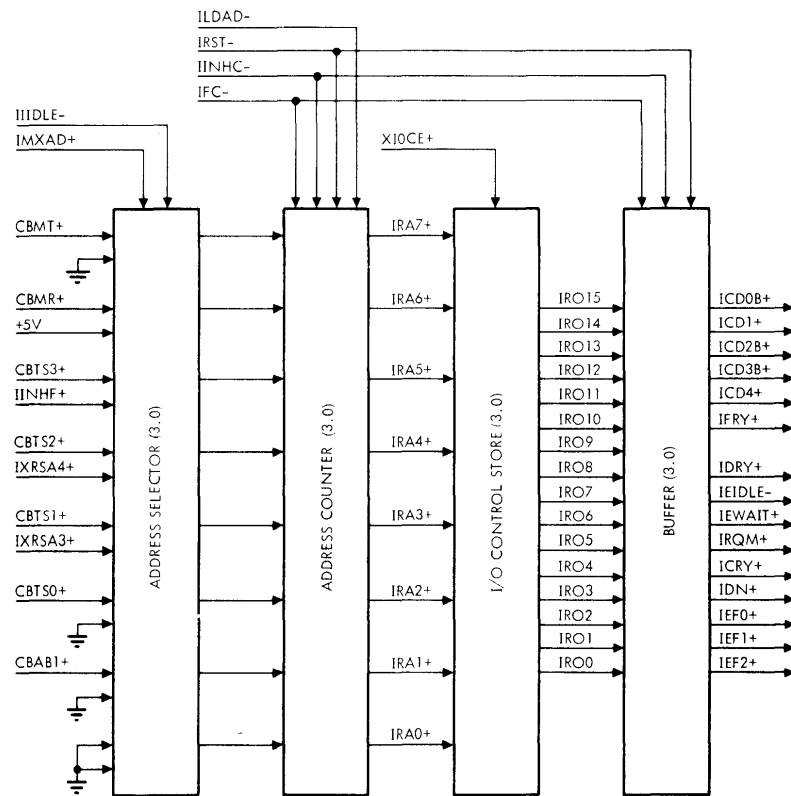 ILDAD-
IRST-
IINHC-
IFC-
IIIDLE-
IMXAD+
XI0CE+
CBMT+
CBMR+
+5V
CBTS3+
IINHF+
CBTS2+
IXRSA4+
CBTS1+
IXRSA3+
CBTS0+
CBAB1+
ADDRESS SELECTOR (3.0)
ADDRESS COUNTER (3.0)
IRA7+
IRA6+
IRA5+
IRA4+
IRA3+
IRA2+
IRA1+
IRA0+
I/O CONTROL STORE (3.0)
IRO15
IRO14
IRO13
IRO12
IRO11
IRO10
IRO9
IRO8
IRO7
IRO6
IRO5
IRO4
IRO3
IRO2
IRO1
IRO0
BUFFER (3.0)
ICD0B+
ICD1+
ICD2B+
ICD3B+
ICD4+
IFRY+
IDRY+
IEIDLE-
IEWAIT+
IRQM+
ICRY+
IDN+
IEF0+
IEF1+
IEF2+